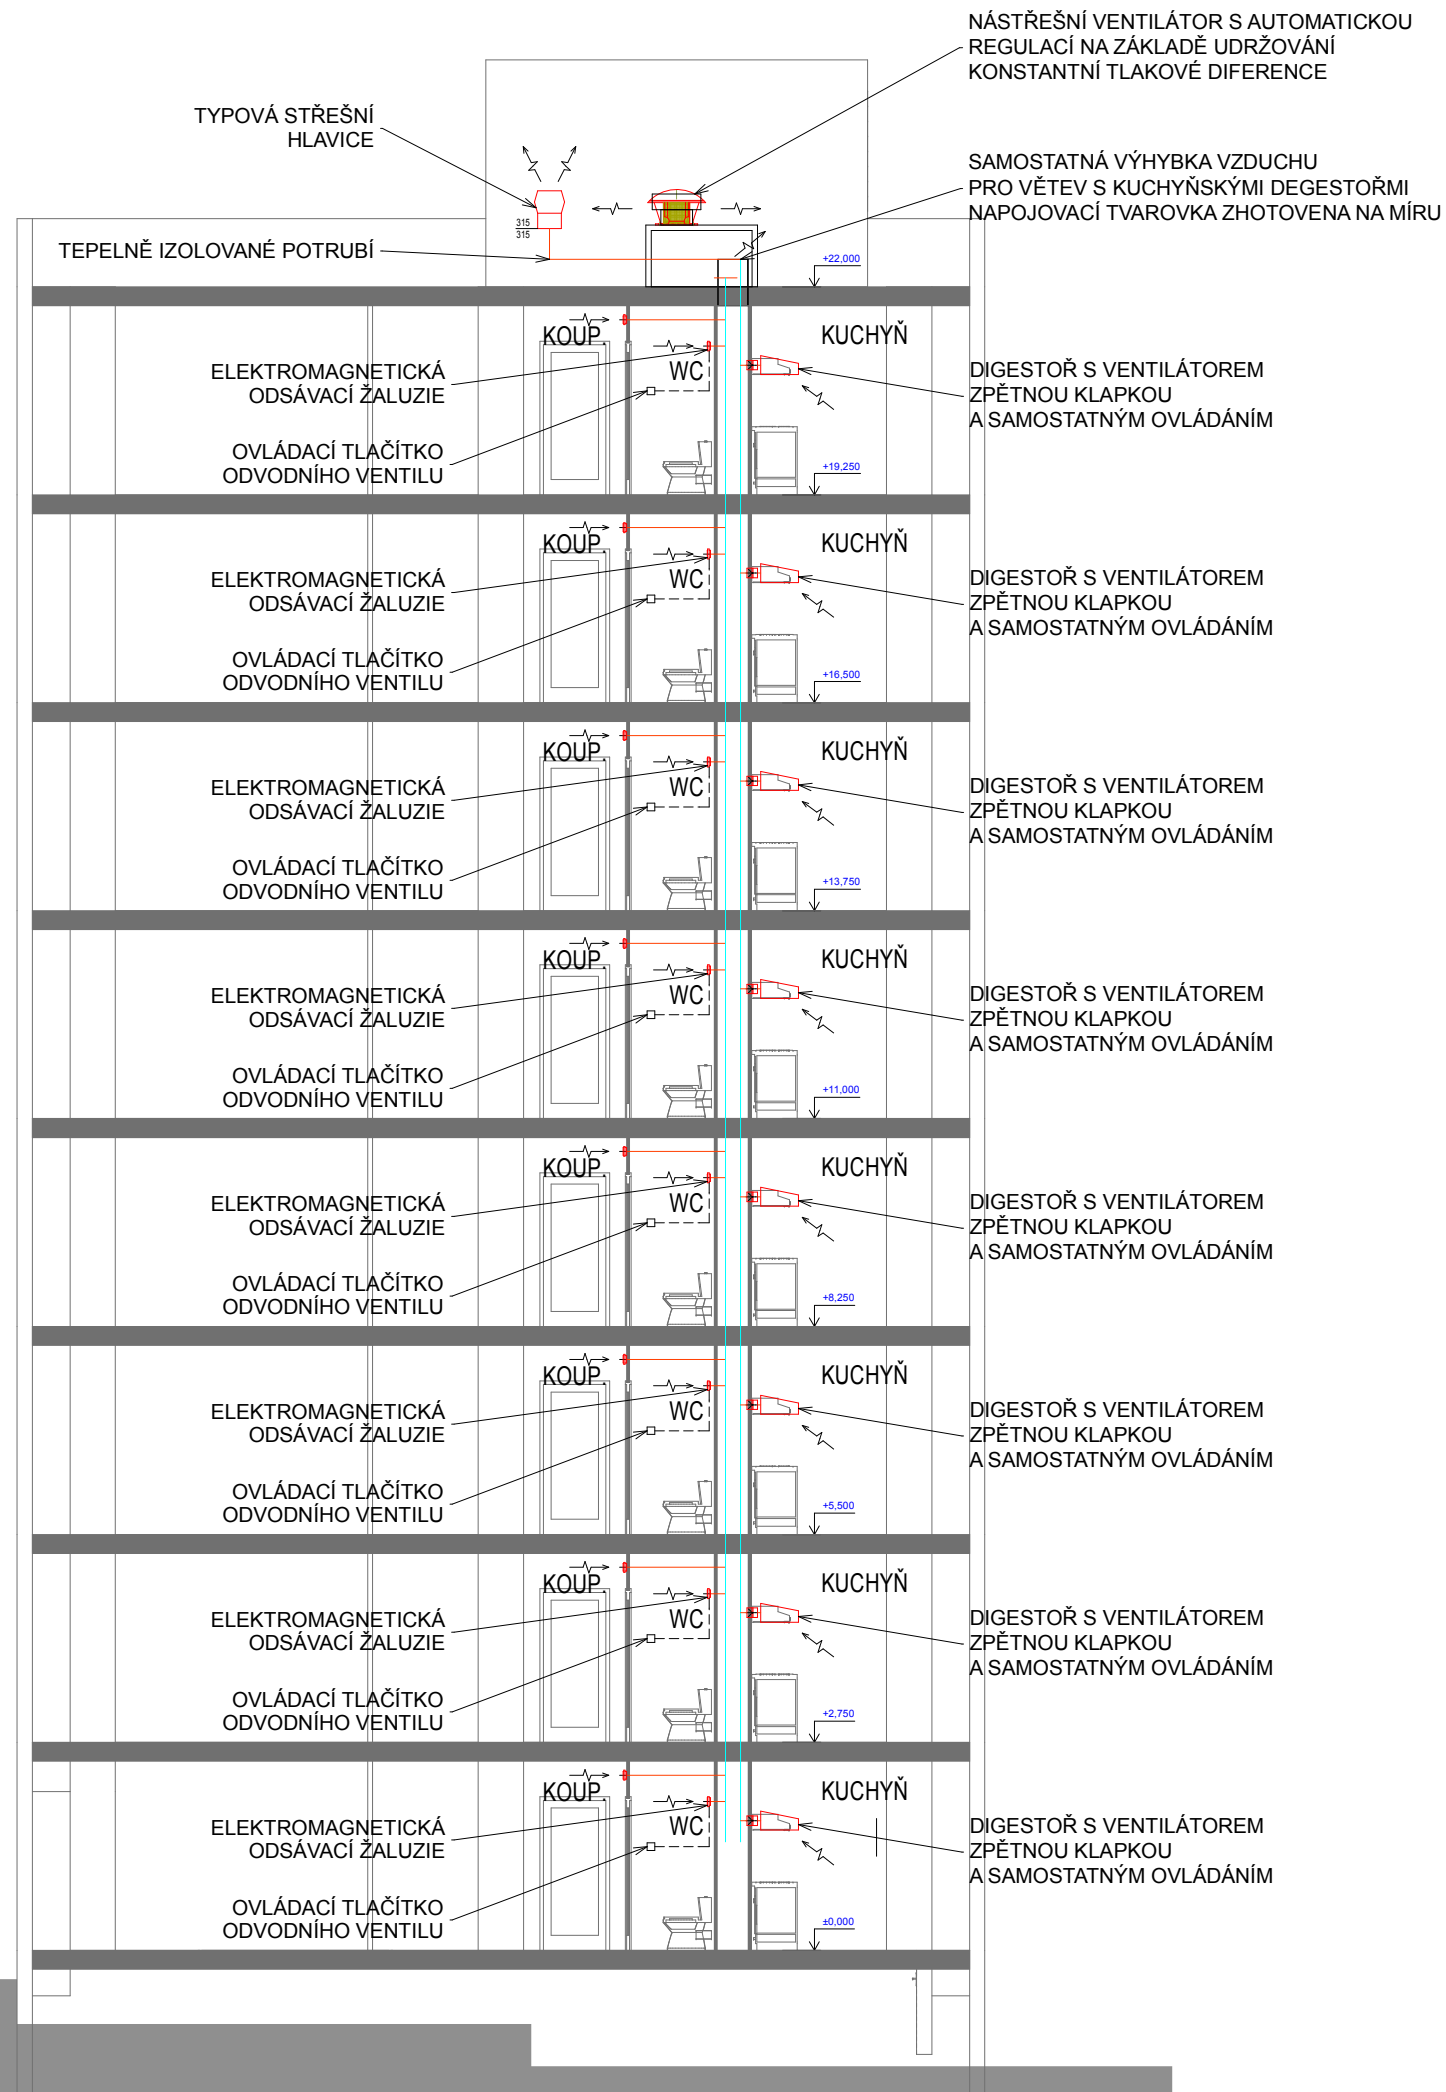 NÁSTŘEŠNÍ VENTILÁTOR S AUTOMATICKOU
REGULACÍ NA ZÁKLADĚ UDRŽOVÁNÍ
KONSTANTNÍ TLAKOVÉ DIFERENCE
TYPOVÁ STŘEŠNÍ
HLAVICE
SAMOSTATNÁ VÝHYBKA VZDUCHU
PRO VĚTEV S KUCHYŇSKÝMI DEGESTOŘMI
NAPOJOVACÍ TVAROVKA ZHOTOVENA NA MÍRU
315
315
TEPELNĚ IZOLOVANÉ POTRUBÍ
+22,000
KOUP
WC
KUCHYŇ
ELEKTROMAGNETICKÁ
ODSÁVACÍ ŽALUZIE
DIGESTOŘ S VENTILÁTOREM
ZPĚTNOU KLAPKOU
A SAMOSTATNÝM OVLÁDÁNÍM
OVLÁDACÍ TLAČÍTKO
ODVODNÍHO VENTILU
+19,250
KOUP
WC
KUCHYŇ
ELEKTROMAGNETICKÁ
ODSÁVACÍ ŽALUZIE
DIGESTOŘ S VENTILÁTOREM
ZPĚTNOU KLAPKOU
A SAMOSTATNÝM OVLÁDÁNÍM
OVLÁDACÍ TLAČÍTKO
ODVODNÍHO VENTILU
+16,500
KOUP
WC
KUCHYŇ
ELEKTROMAGNETICKÁ
ODSÁVACÍ ŽALUZIE
DIGESTOŘ S VENTILÁTOREM
ZPĚTNOU KLAPKOU
A SAMOSTATNÝM OVLÁDÁNÍM
OVLÁDACÍ TLAČÍTKO
ODVODNÍHO VENTILU
+13,750
KOUP
WC
KUCHYŇ
ELEKTROMAGNETICKÁ
ODSÁVACÍ ŽALUZIE
DIGESTOŘ S VENTILÁTOREM
ZPĚTNOU KLAPKOU
A SAMOSTATNÝM OVLÁDÁNÍM
OVLÁDACÍ TLAČÍTKO
ODVODNÍHO VENTILU
+11,000
KOUP
WC
KUCHYŇ
ELEKTROMAGNETICKÁ
ODSÁVACÍ ŽALUZIE
DIGESTOŘ S VENTILÁTOREM
ZPĚTNOU KLAPKOU
A SAMOSTATNÝM OVLÁDÁNÍM
OVLÁDACÍ TLAČÍTKO
ODVODNÍHO VENTILU
+8,250
KOUP
WC
KUCHYŇ
ELEKTROMAGNETICKÁ
ODSÁVACÍ ŽALUZIE
DIGESTOŘ S VENTILÁTOREM
ZPĚTNOU KLAPKOU
A SAMOSTATNÝM OVLÁDÁNÍM
OVLÁDACÍ TLAČÍTKO
ODVODNÍHO VENTILU
+5,500
KOUP
WC
KUCHYŇ
ELEKTROMAGNETICKÁ
ODSÁVACÍ ŽALUZIE
DIGESTOŘ S VENTILÁTOREM
ZPĚTNOU KLAPKOU
A SAMOSTATNÝM OVLÁDÁNÍM
OVLÁDACÍ TLAČÍTKO
ODVODNÍHO VENTILU
+2,750
KOUP
WC
KUCHYŇ
ELEKTROMAGNETICKÁ
ODSÁVACÍ ŽALUZIE
DIGESTOŘ S VENTILÁTOREM
ZPĚTNOU KLAPKOU
A SAMOSTATNÝM OVLÁDÁNÍM
OVLÁDACÍ TLAČÍTKO
ODVODNÍHO VENTILU
±0,000